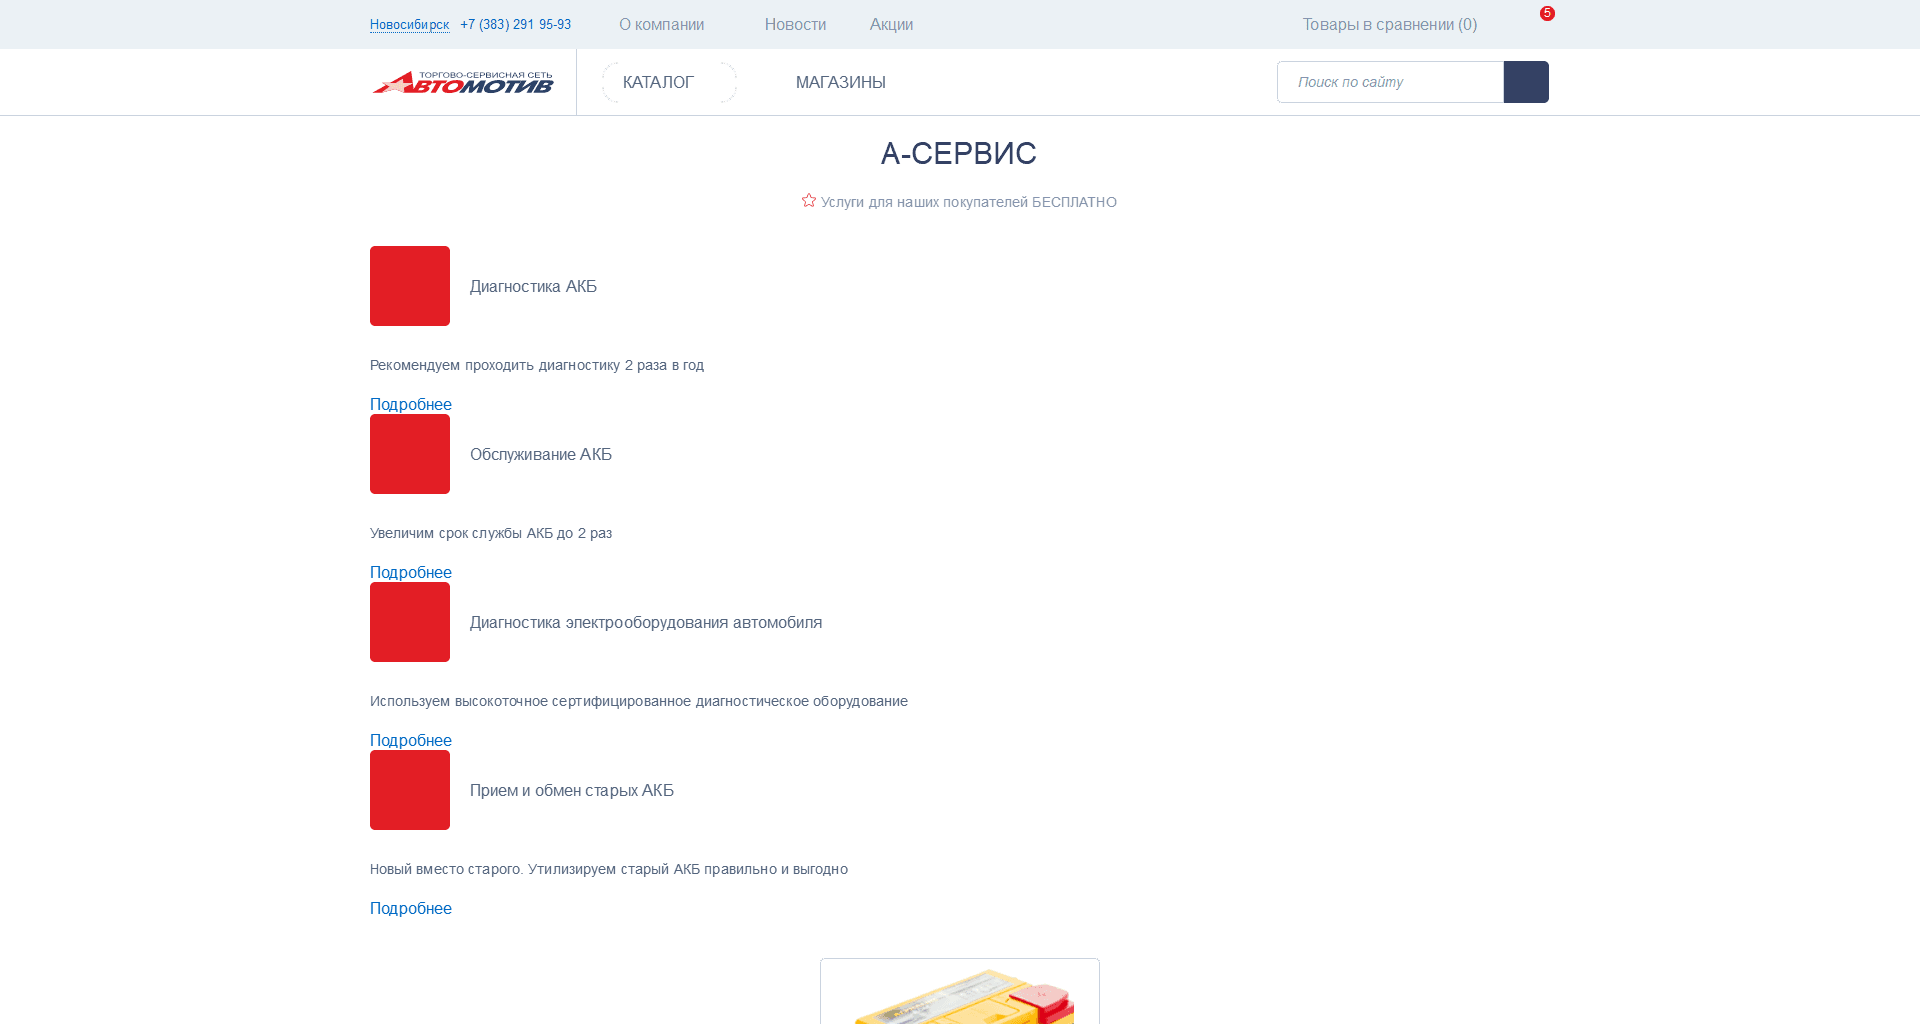 Новосибирск +7 (383) 291 95-93 О компании Новости Акции Товары в сравнении (0) 5
ТОРГОВО-СЕРВИСНАЯ СЕТЬ
АВТОМОТИВ
КАТАЛОГ МАГАЗИНЫ Поиск по сайту
А-СЕРВИС
Услуги для наших покупателей БЕСПЛАТНО
Диагностика АКБ
Рекомендуем проходить диагностику 2 раза в год
Подробнее
Обслуживание АКБ
Увеличим срок службы АКБ до 2 раз
Подробнее
Диагностика электрооборудования автомобиля
Используем высокоточное сертифицированное диагностическое оборудование
Подробнее
Прием и обмен старых АКБ
Новый вместо старого. Утилизируем старый АКБ правильно и выгодно
Подробнее